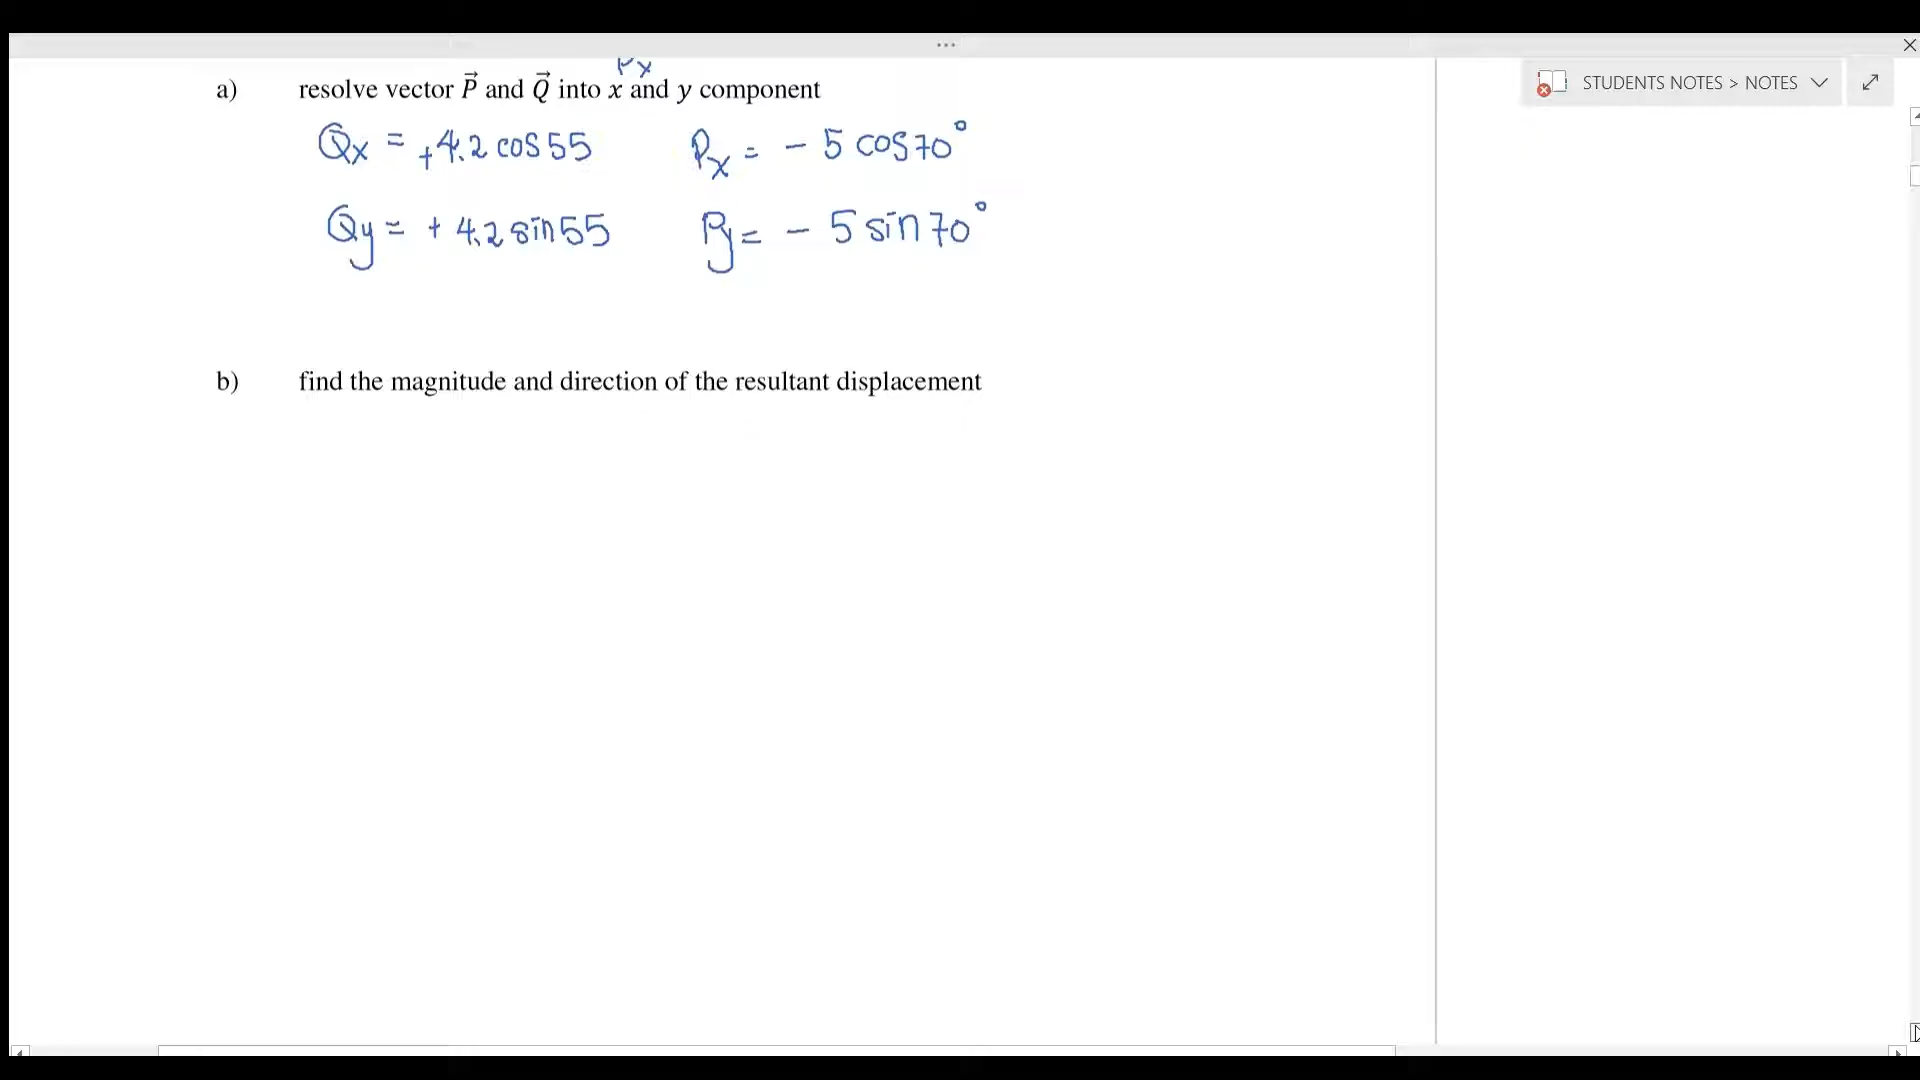 Px
a) resolve vector P⃗ and Q⃗ into x and y component
STUDENTS NOTES > NOTES
Qx = +4.2 cos 55 Px = - 5 cos 70°
Qy = + 4.2 sin 55 Py = - 5 sin 70°
b) find the magnitude and direction of the resultant displacement